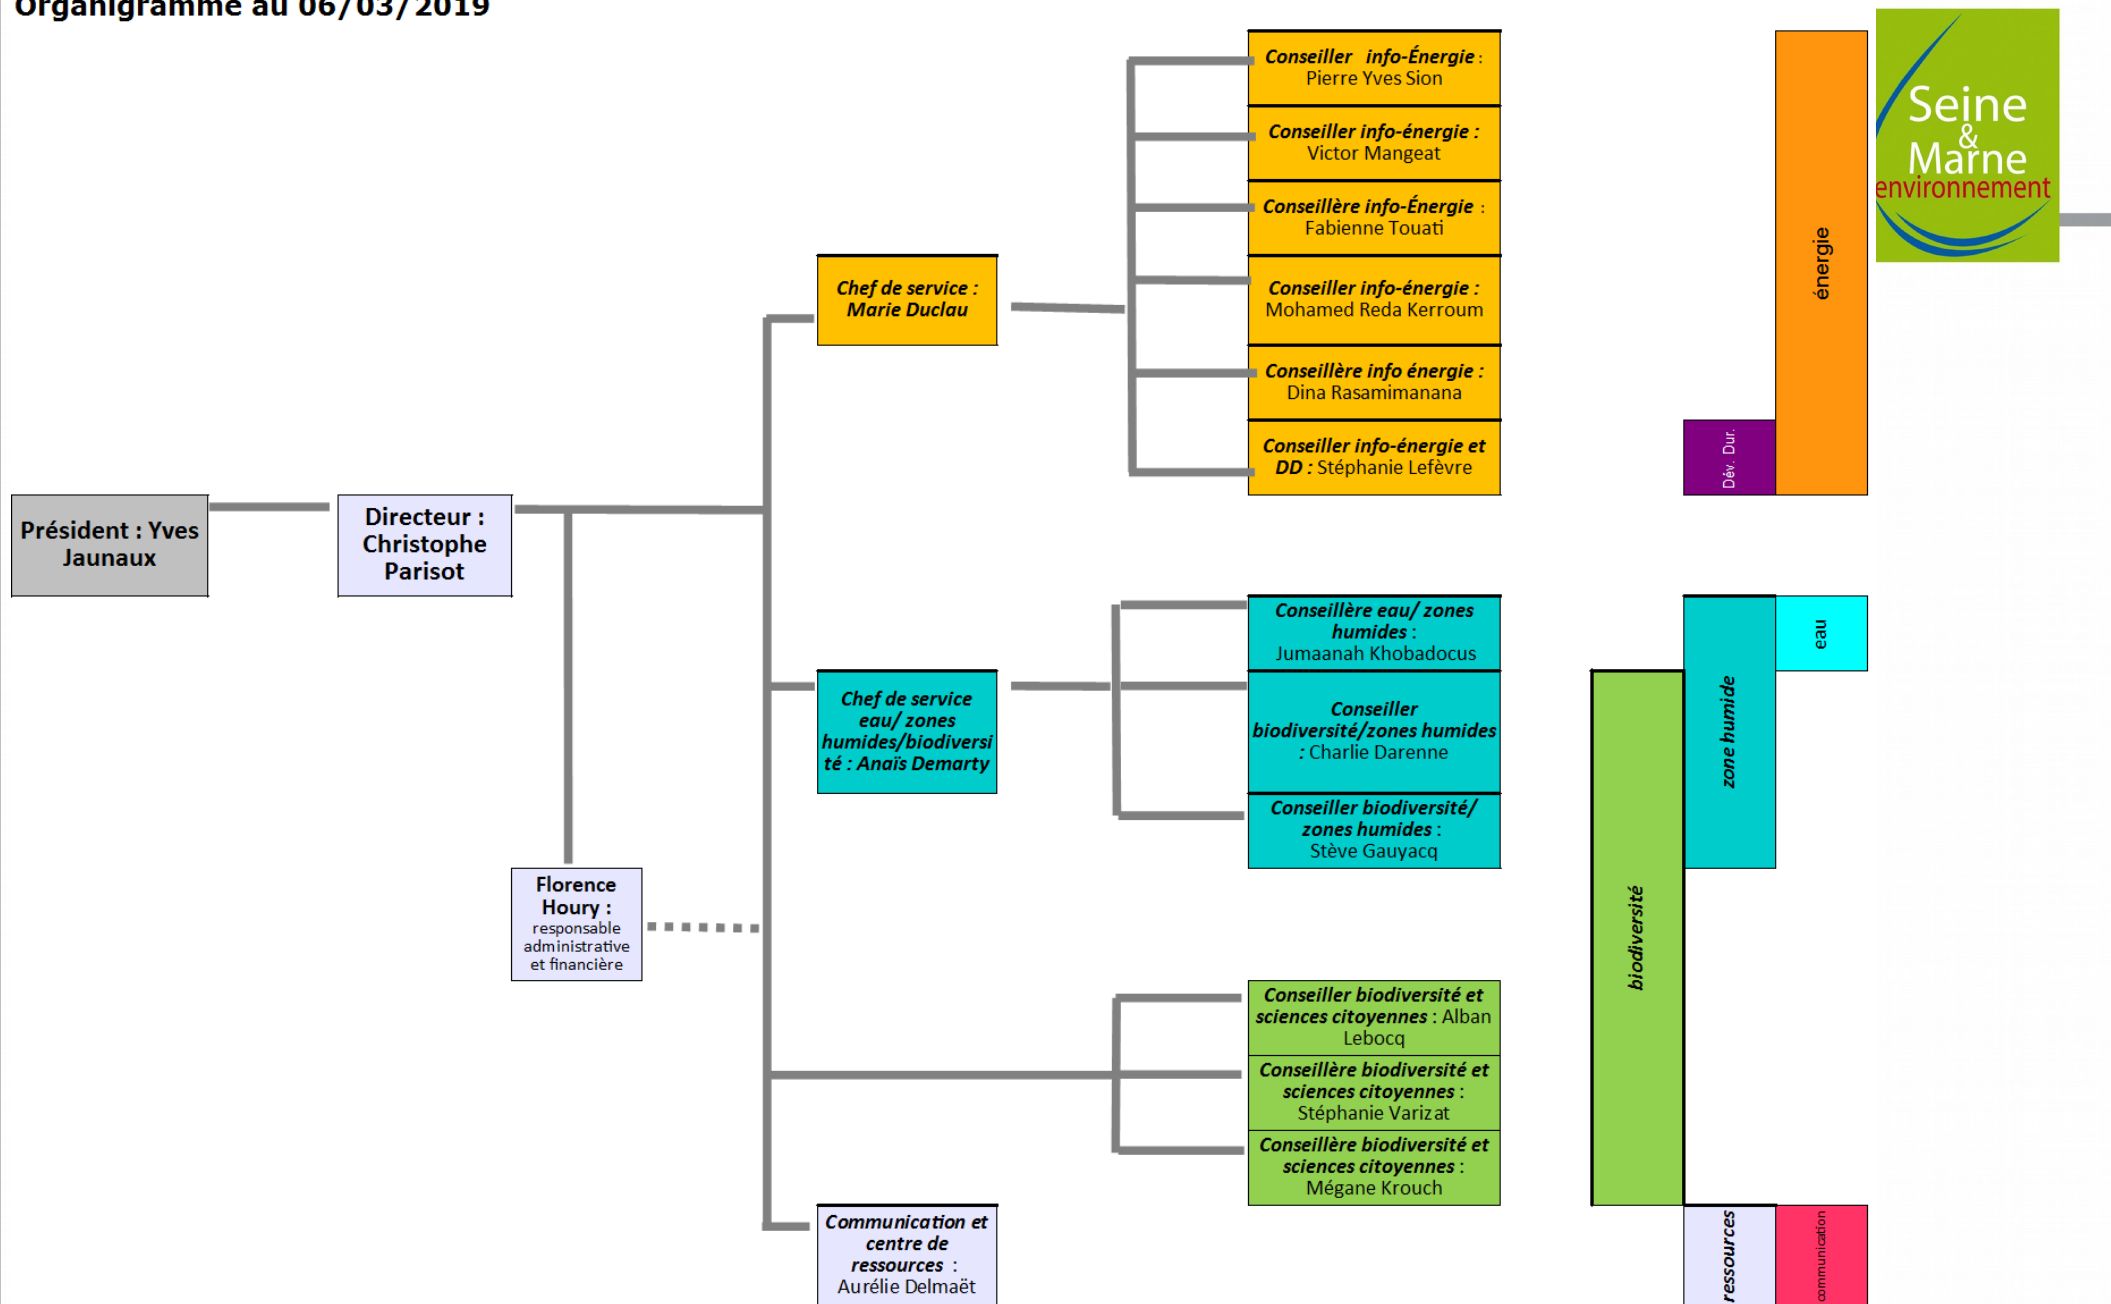 Organigramme au 06/03/2019
Conseiller info-Énergie :
Pierre Yves Sion
Conseiller info-énergie :
Victor Mangeat
Conseillère info-Énergie :
Fabienne Touati
Conseiller info-énergie :
Mohamed Reda Kerroum
Conseillère info énergie :
Dina Rasamimanana
Conseiller info-énergie et
DD : Stéphanie Lefèvre
Chef de service :
Marie Duclau
Président : Yves
Jaunaux
Directeur :
Christophe
Parisot
Florence
Houry :
responsable
administrative
et financière
Chef de service
eau/ zones
humides/biodiversi
té : Anaïs Demarty
Conseillère eau/ zones
humides :
Jumaanah Khobadocus
Conseiller
biodiversité/zones humides
: Charlie Darenne
Conseiller biodiversité/
zones humides :
Stève Gauyacq
Conseiller biodiversité et
sciences citoyennes : Alban
Lebocq
Conseillère biodiversité et
sciences citoyennes :
Stéphanie Varizat
Conseillère biodiversité et
sciences citoyennes :
Mégane Krouch
Communication et
centre de
ressources :
Aurélie Delmaët
énergie
Dév. Dur.
eau
zone humide
biodiversité
ressources
communication
Seine
&
Marne
environnement